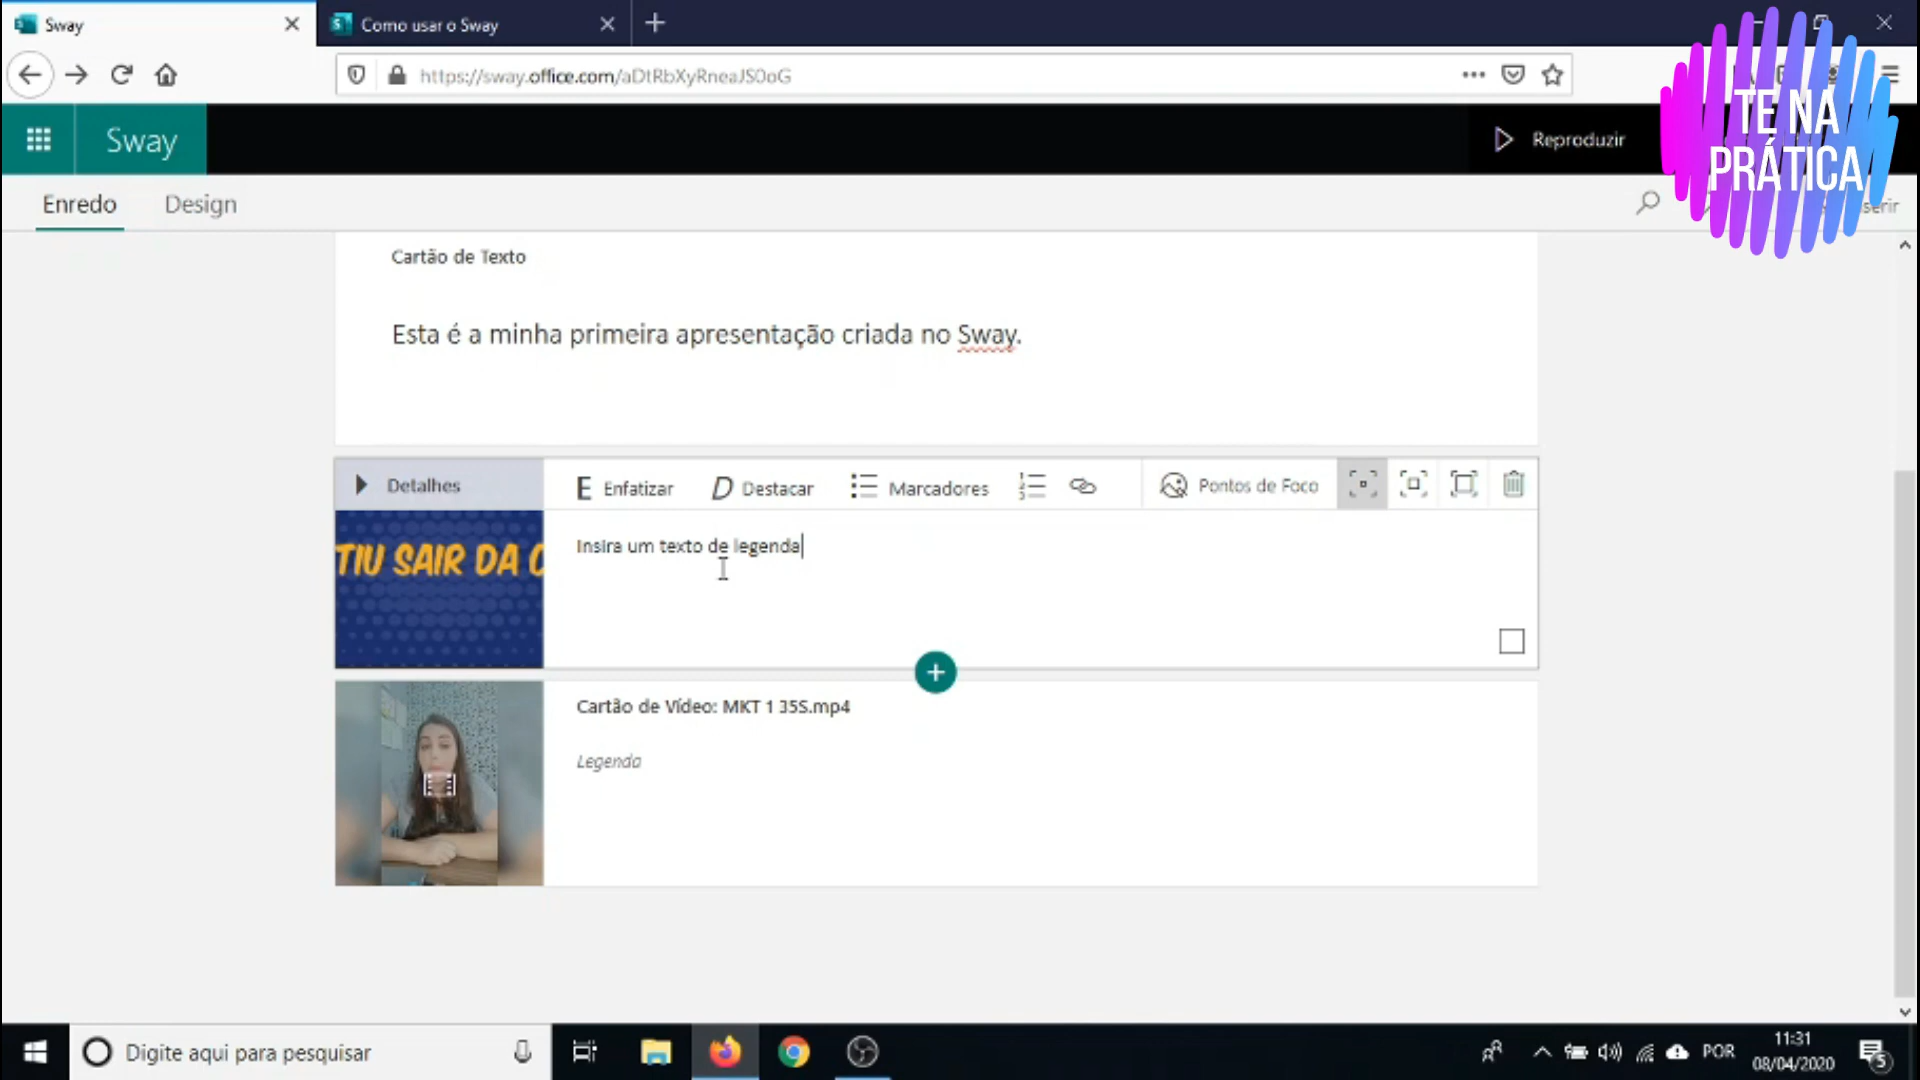 Sway
Como usar o Sway
https://sway.office.com/aDtRbXyRneaJS0oG
Sway
Reproduzir
TE NA
PRÁTICA
Enredo
Design
serir
Cartão de Texto
Esta é a minha primeira apresentação criada no Sway.
Detalhes
E Enfatizar
D Destacar
Marcadores
Pontos de Foco
TIU SAIR DA C
Insira um texto de legenda
Cartão de Vídeo: MKT 1 35S.mp4
Legenda
Digite aqui para pesquisar
POR
11:31
08/04/2020
5